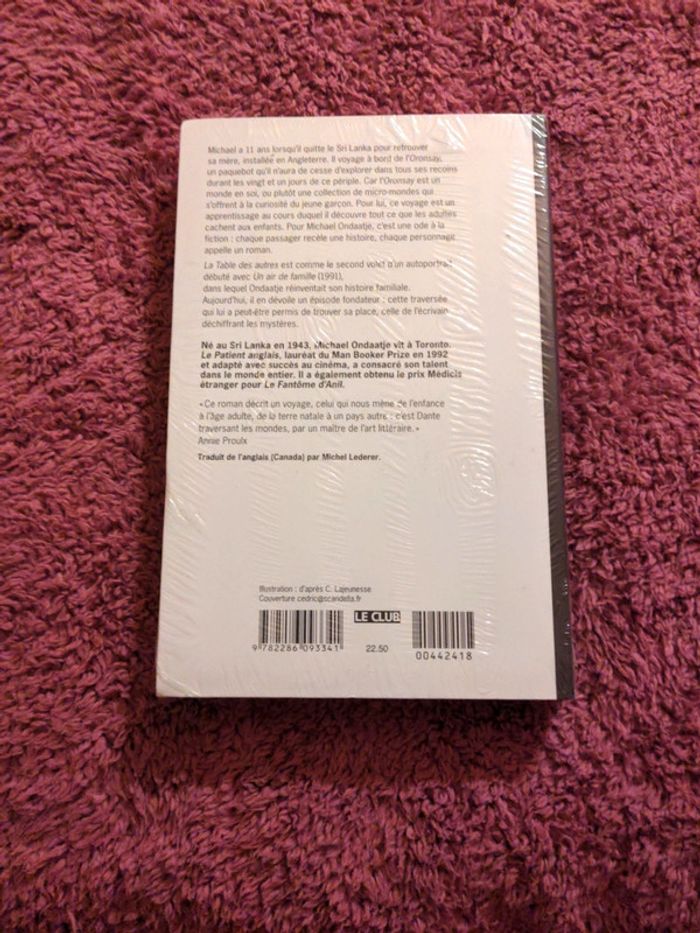 Michael a 11 ans lorsqu'il quitte le Sri Lanka pour retrouver
sa mère, installée en Angleterre. Il voyage à bord de l'Oronsay,
un paquebot qu'il n'aura de cesse d'explorer dans tous ses recoins
durant les vingt et un jours de ce périple. Car l'Oronsay est un
monde en soi, ou plutôt une collection de micro-mondes qui
s'offrent à la curiosité du jeune garçon. Pour lui, ce voyage est un
apprentissage au cours duquel il découvre tout ce que les adultes
cachent aux enfants. Pour Michael Ondaatje, c'est une ode à la
fiction : chaque passager recèle une histoire, chaque personnage
appelle un roman.
La Table des autres est comme le second volet d'un autoportrait
débuté avec Un air de famille (1991),
dans lequel Ondaatje réinventait son histoire familiale.
Aujourd'hui, il en dévoile un épisode fondateur : cette traversée
qui lui a peut-être permis de trouver sa place, celle de l'écrivain
déchiffrant les mystères.
Né au Sri Lanka en 1943, Michael Ondaatje vit à Toronto.
Le Patient anglais, lauréat du Man Booker Prize en 1992
et adapté avec succès au cinéma, a consacré son talent
dans le monde entier. Il a également obtenu le prix Médicis
étranger pour Le Fantôme d'Anil.
« Ce roman décrit un voyage, celui qui nous mène de l'enfance
à l'âge adulte, de la terre natale à un pays autre : c'est Dante
traversant les mondes, par un maître de l'art littéraire. »
Annie Proulx
Traduit de l'anglais (Canada) par Michel Lederer.
Illustration : d'après C. Lajeunesse
Couverture cedric@scandella.fr
LE CLUB
9 782286 093341
22.50
00442418